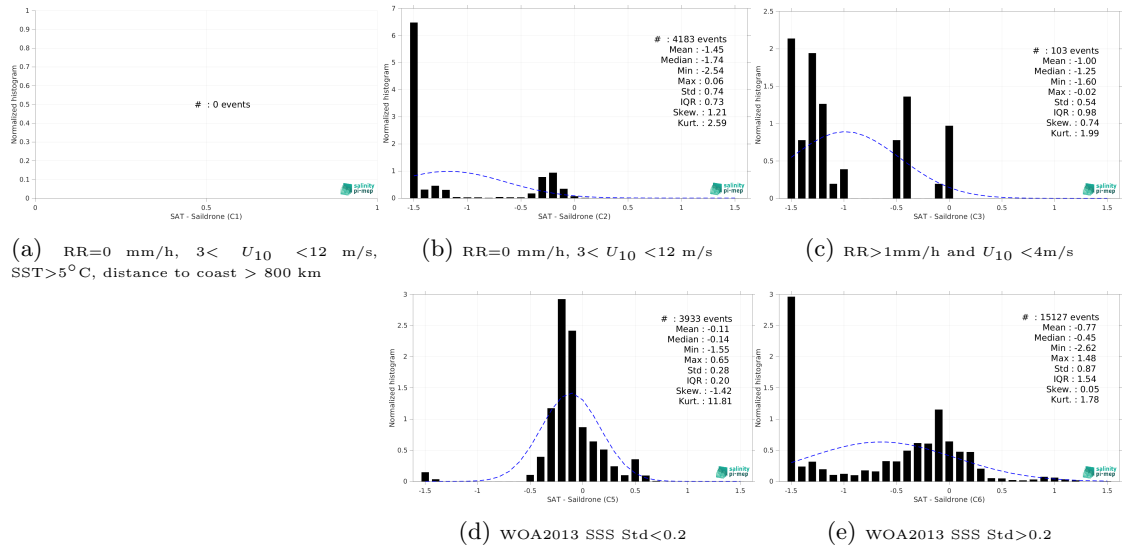 1
0.9
0.8
0.7
0.6
0.5
0.4
0.3
0.2
0.1
0
Normalized histogram
# : 0 events
0 0.5 1
SAT - Saildrone (C1)
salinity
pi-mep
(a) RR=0 mm/h, 3< U10 <12 m/s,
SST>5°C, distance to coast > 800 km
7
6
5
4
3
2
1
0
Normalized histogram
# : 4183 events
Mean : -1.45
Median : -1.74
Min : -2.54
Max : 0.06
Std : 0.74
IQR : 0.73
Skew. : 1.21
Kurt. : 2.59
-1.5 -1 -0.5 0 0.5 1 1.5
SAT - Saildrone (C2)
salinity
pi-mep
(b) RR=0 mm/h, 3< U10 <12 m/s
2.5
2
1.5
1
0.5
0
Normalized histogram
# : 103 events
Mean : -1.00
Median : -1.25
Min : -1.60
Max : -0.02
Std : 0.54
IQR : 0.98
Skew. : 0.74
Kurt. : 1.99
-1.5 -1 -0.5 0 0.5 1 1.5
SAT - Saildrone (C3)
salinity
pi-mep
(c) RR>1mm/h and U10 <4m/s
3
2.5
2
1.5
1
0.5
0
Normalized histogram
# : 3933 events
Mean : -0.11
Median : -0.14
Min : -1.55
Max : 0.65
Std : 0.28
IQR : 0.20
Skew. : -1.42
Kurt. : 11.81
-1.5 -1 -0.5 0 0.5 1 1.5
SAT - Saildrone (C5)
salinity
pi-mep
(d) WOA2013 SSS Std<0.2
3
2.5
2
1.5
1
0.5
0
Normalized histogram
# : 15127 events
Mean : -0.77
Median : -0.45
Min : -2.62
Max : 1.48
Std : 0.87
IQR : 1.54
Skew. : 0.05
Kurt. : 1.78
-1.5 -1 -0.5 0 0.5 1 1.5
SAT - Saildrone (C6)
salinity
pi-mep
(e) WOA2013 SSS Std>0.2